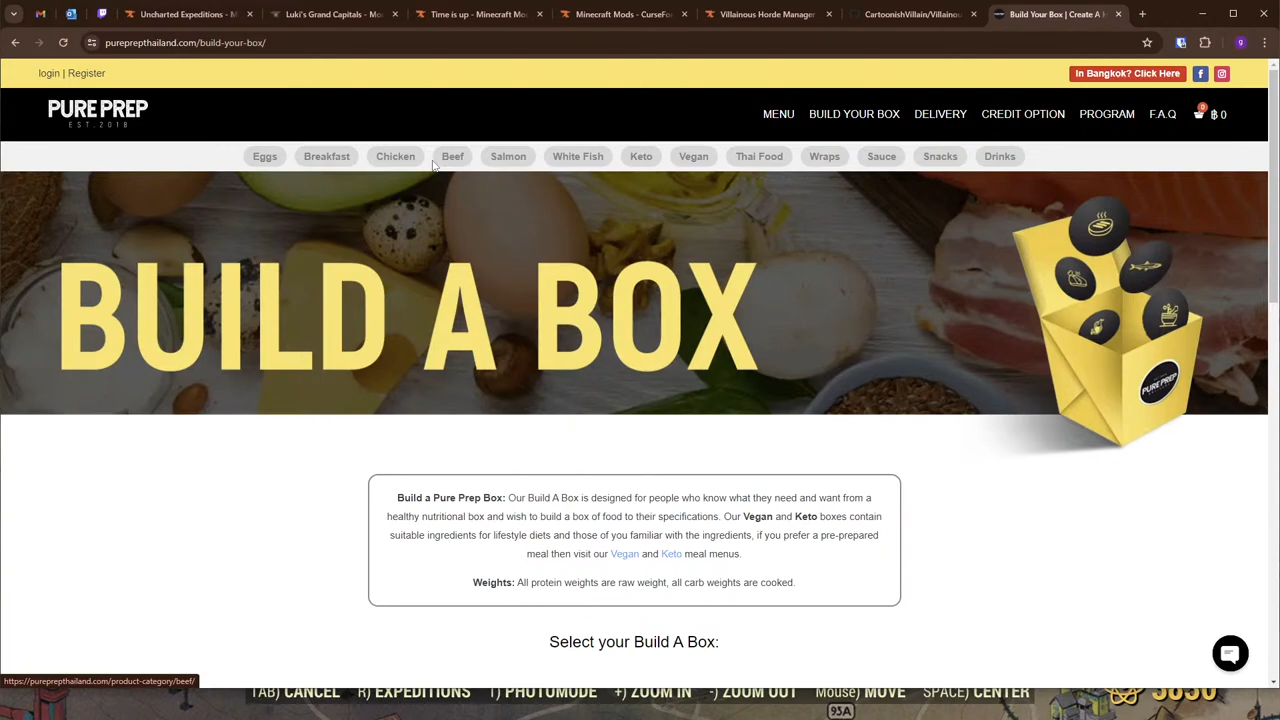 Uncharted Expeditions - M
Luki's Grand Capitals - Mo
Time is up - Minecraft Mo
Minecraft Mods - CurseFor
Villainous Horde Manager
CartoonishVillain/Villainou
Build Your Box | Create A H
pureprepthailand.com/build-your-box/
login | Register
In Bangkok? Click Here
PURE PREP
EST.2018
MENU
BUILD YOUR BOX
DELIVERY
CREDIT OPTION
PROGRAM
F.A.Q
0
฿ 0
Eggs
Breakfast
Chicken
Beef
Salmon
White Fish
Keto
Vegan
Thai Food
Wraps
Sauce
Snacks
Drinks
BUILD A BOX
PURE PREP
Build a Pure Prep Box: Our Build A Box is designed for people who know what they need and want from a
healthy nutritional box and wish to build a box of food to their specifications. Our Vegan and Keto boxes contain
suitable ingredients for lifestyle diets and those of you familiar with the ingredients, if you prefer a pre-prepared
meal then visit our Vegan and Keto meal menus.
Weights: All protein weights are raw weight, all carb weights are cooked.
Select your Build A Box:
https://pureprepthailand.com/product-category/beef/
TAB) CANCEL R) EXPEDITIONS T) PHOTOMODE +) ZOOM IN -) ZOOM OUT Mouse) MOVE SPACE) CENTER
5850
93A